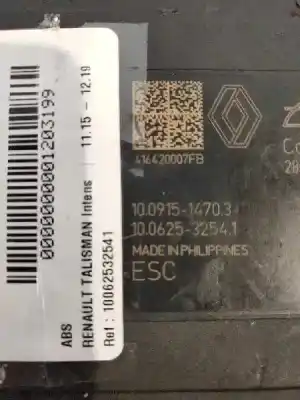 ABS
RENAULT TALISMAN Intens 11.15 - 12.19
Ref: 10062532541
0000000001203199
416420007FB
10.0915-1470.3
10.0625-3254.1
MADE IN PHILIPPINES
ESC